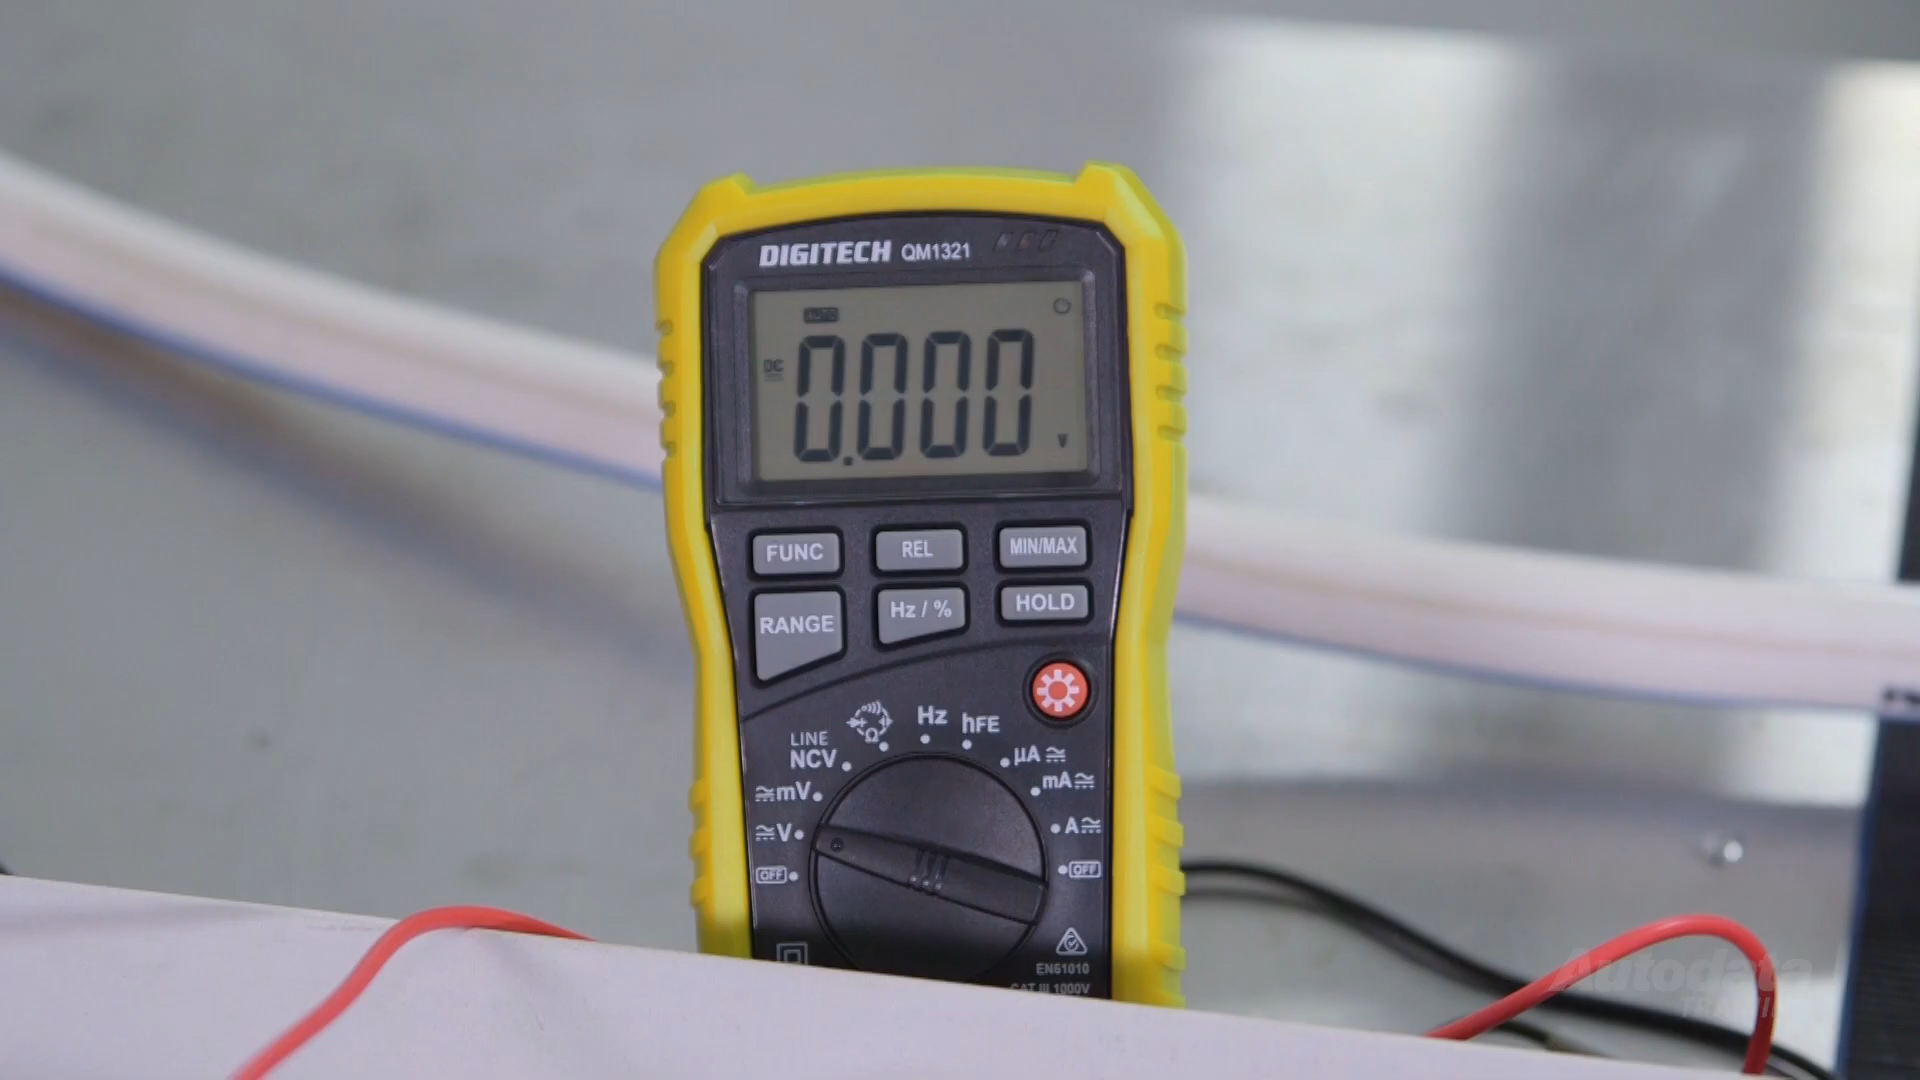 DIGITECH QM1321
AUTO
DC
0.000
V
FUNC
REL
MIN/MAX
RANGE
Hz / %
HOLD
LINE
NCV
Ω
Hz
hFE
µA
mA
mV
V
A
OFF
OFF
EN61010
CAT III 1000V
Autodata